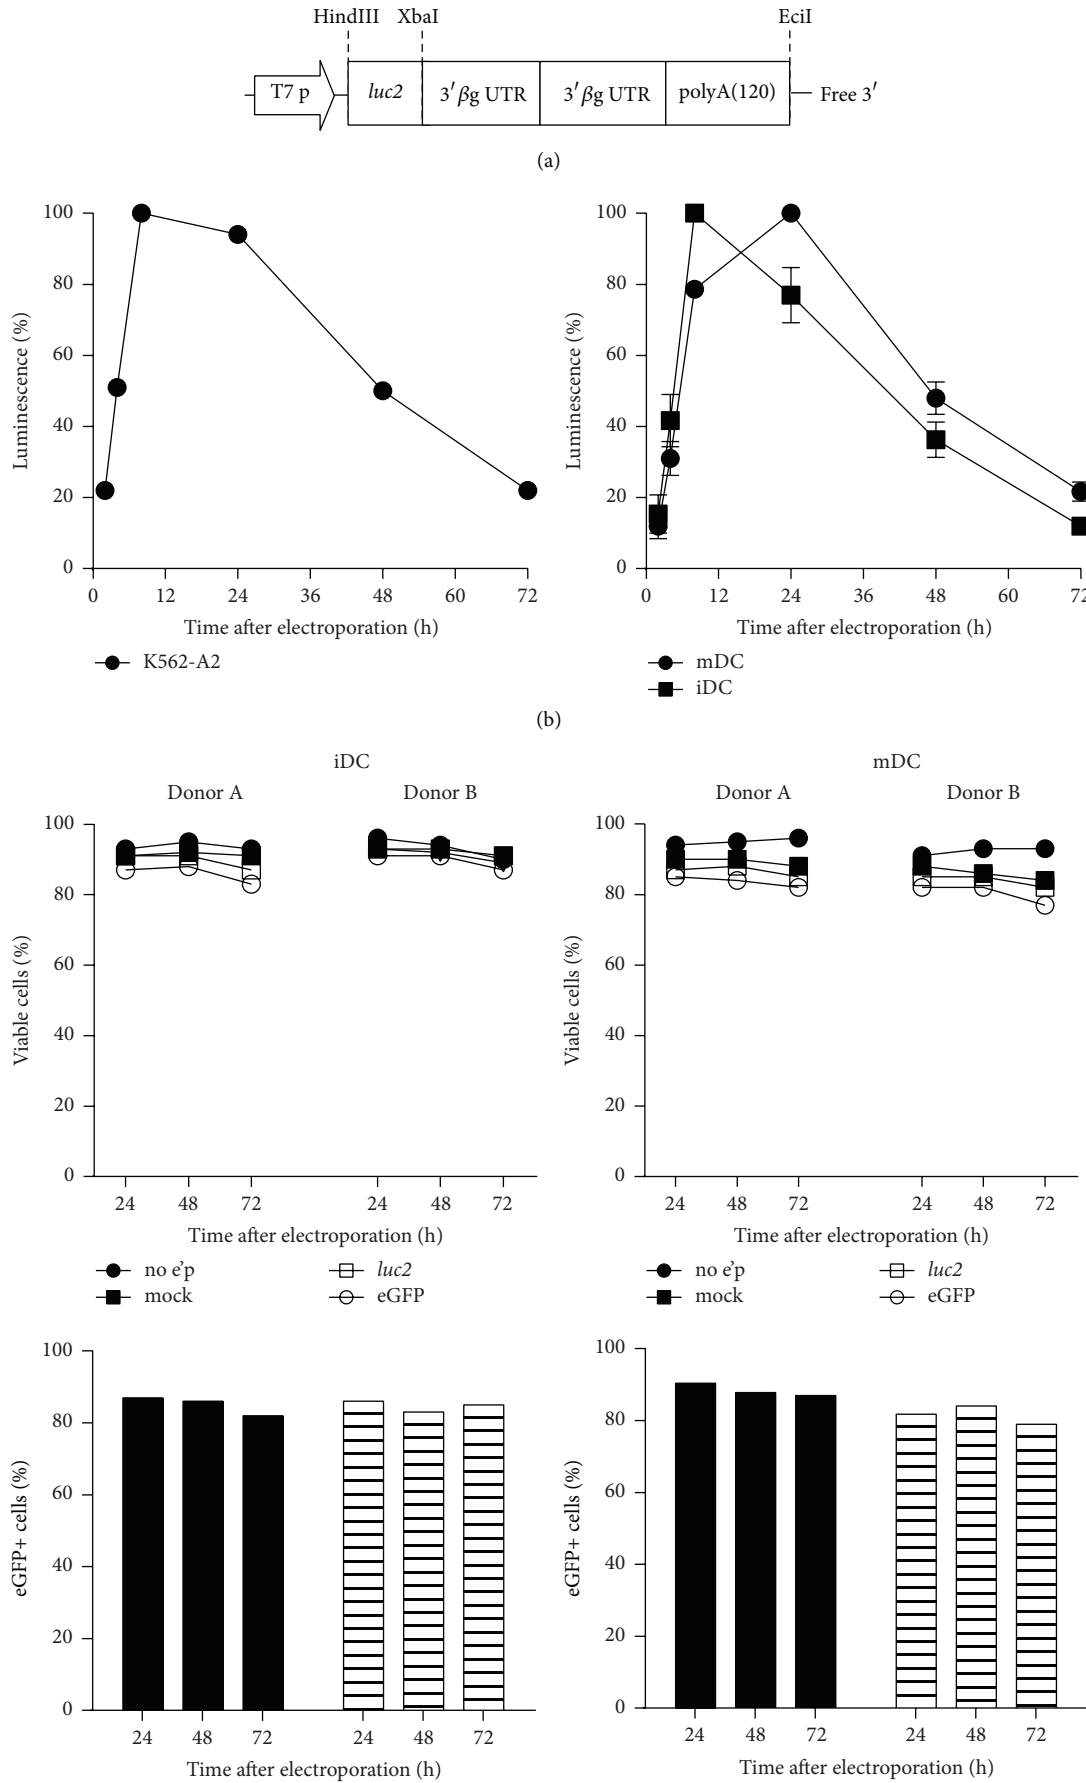 HindIII XbaI EciI
T7 p luc2 3′βg UTR 3′βg UTR polyA(120) Free 3′
(a)
100
80
60
40
20
0
Luminescence (%)
0 12 24 36 48 60 72
Time after electroporation (h)
K562-A2
100
80
60
40
20
0
Luminescence (%)
0 12 24 36 48 60 72
Time after electroporation (h)
mDC
iDC
(b)
iDC
Donor A Donor B
100
80
60
40
20
0
Viable cells (%)
24 48 72 24 48 72
Time after electroporation (h)
no e'p luc2
mock eGFP
mDC
Donor A Donor B
100
80
60
40
20
0
Viable cells (%)
24 48 72 24 48 72
Time after electroporation (h)
no e'p luc2
mock eGFP
100
80
60
40
20
0
eGFP+ cells (%)
24 48 72 24 48 72
Time after electroporation (h)
100
80
60
40
20
0
eGFP+ cells (%)
24 48 72 24 48 72
Time after electroporation (h)